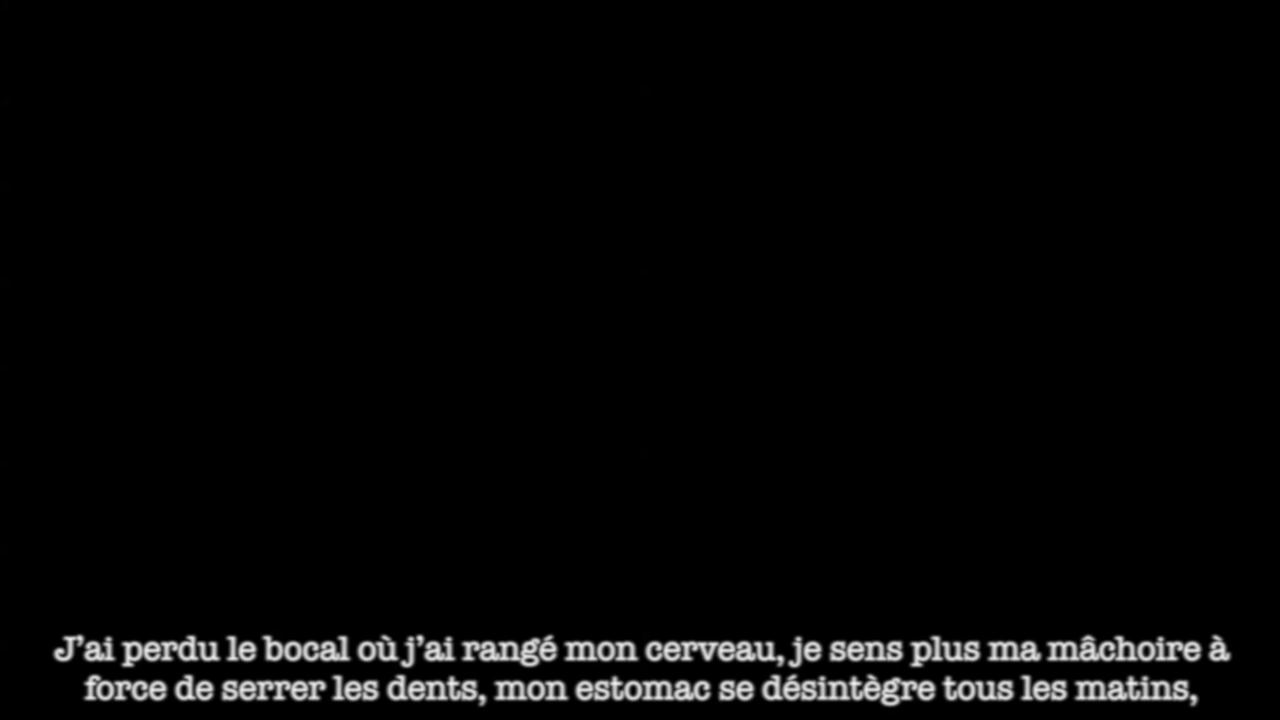 J’ai perdu le bocal où j’ai rangé mon cerveau, je sens plus ma mâchoire à
force de serrer les dents, mon estomac se désintègre tous les matins,